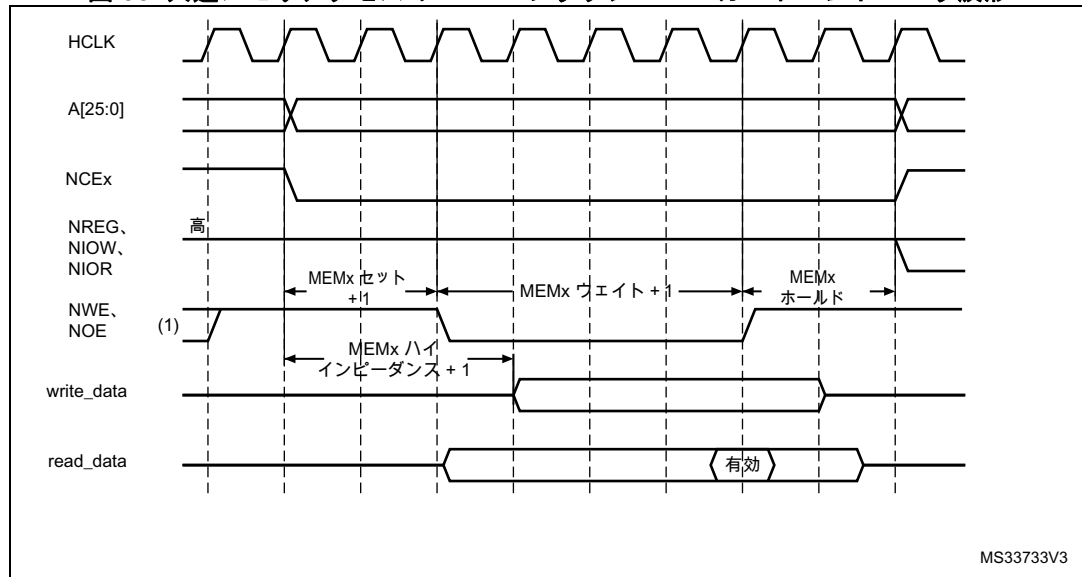 HCLK
A[25:0]
NCEx
NREG、
NIOW、
NIOR
高
MEMx セット
+1
MEMx ウェイト + 1
MEMx
ホールド
NWE、
NOE
(1)
MEMx ハイ
インピーダンス + 1
write_data
read_data
有効
MS33733V3